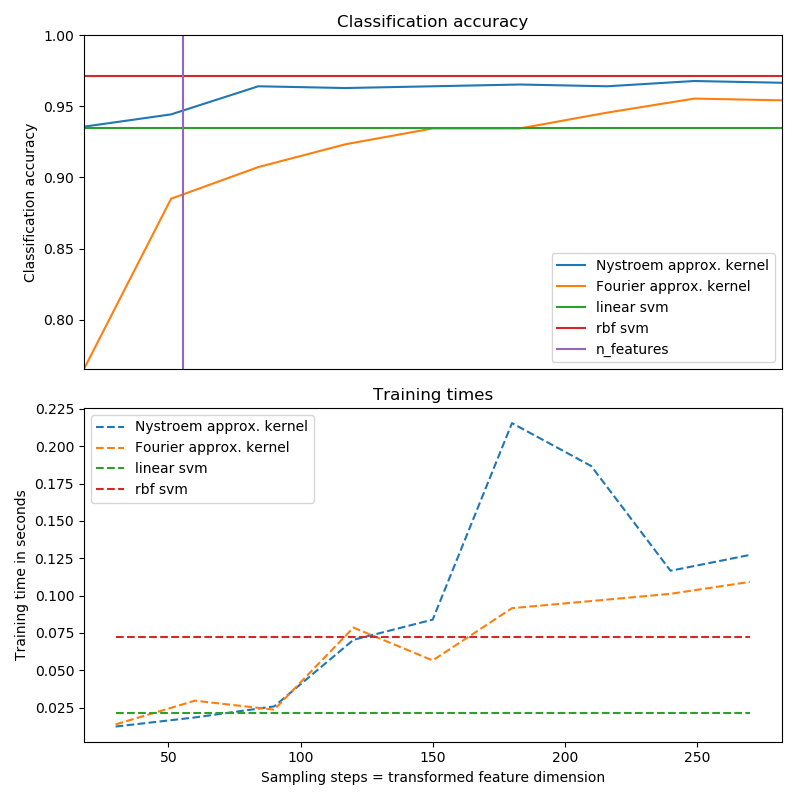 Classification accuracy
1.00
0.95
0.90
0.85
0.80
Classification accuracy
Nystroem approx. kernel
Fourier approx. kernel
linear svm
rbf svm
n_features
Training times
0.225
0.200
0.175
0.150
0.125
0.100
0.075
0.050
0.025
Training time in seconds
Nystroem approx. kernel
Fourier approx. kernel
linear svm
rbf svm
50 100 150 200 250
Sampling steps = transformed feature dimension